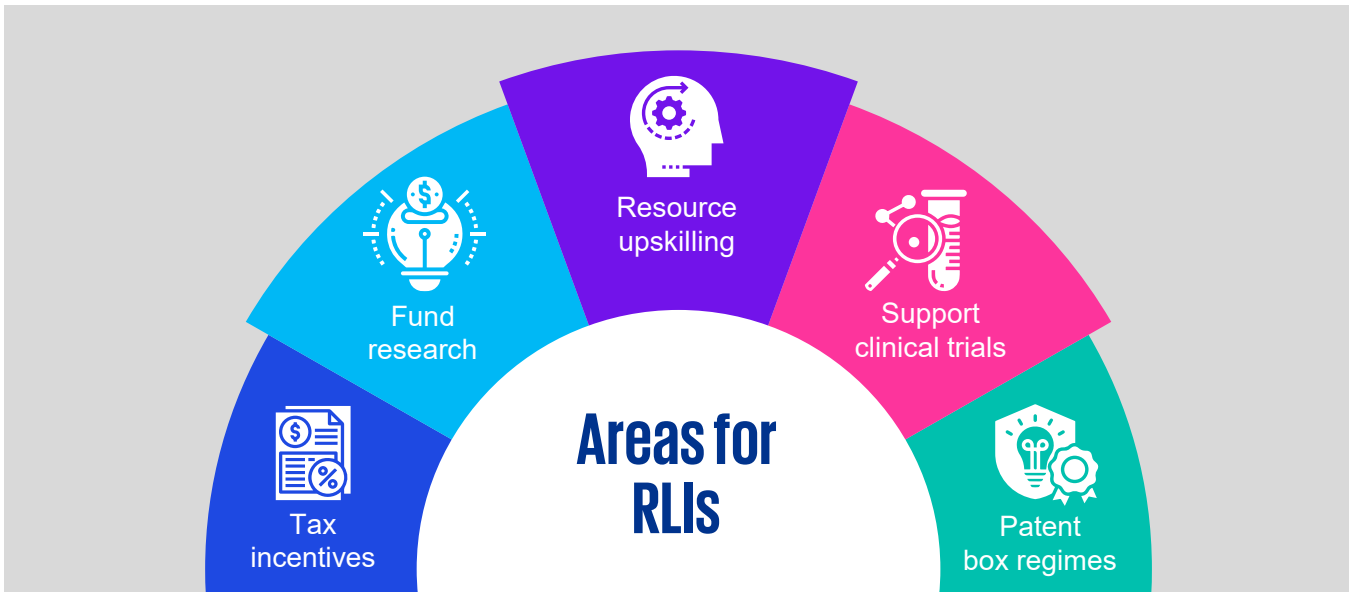 Resource
upskilling
Fund
research
Support
clinical trials
Tax
incentives
Patent
box regimes
Areas for
RLIs